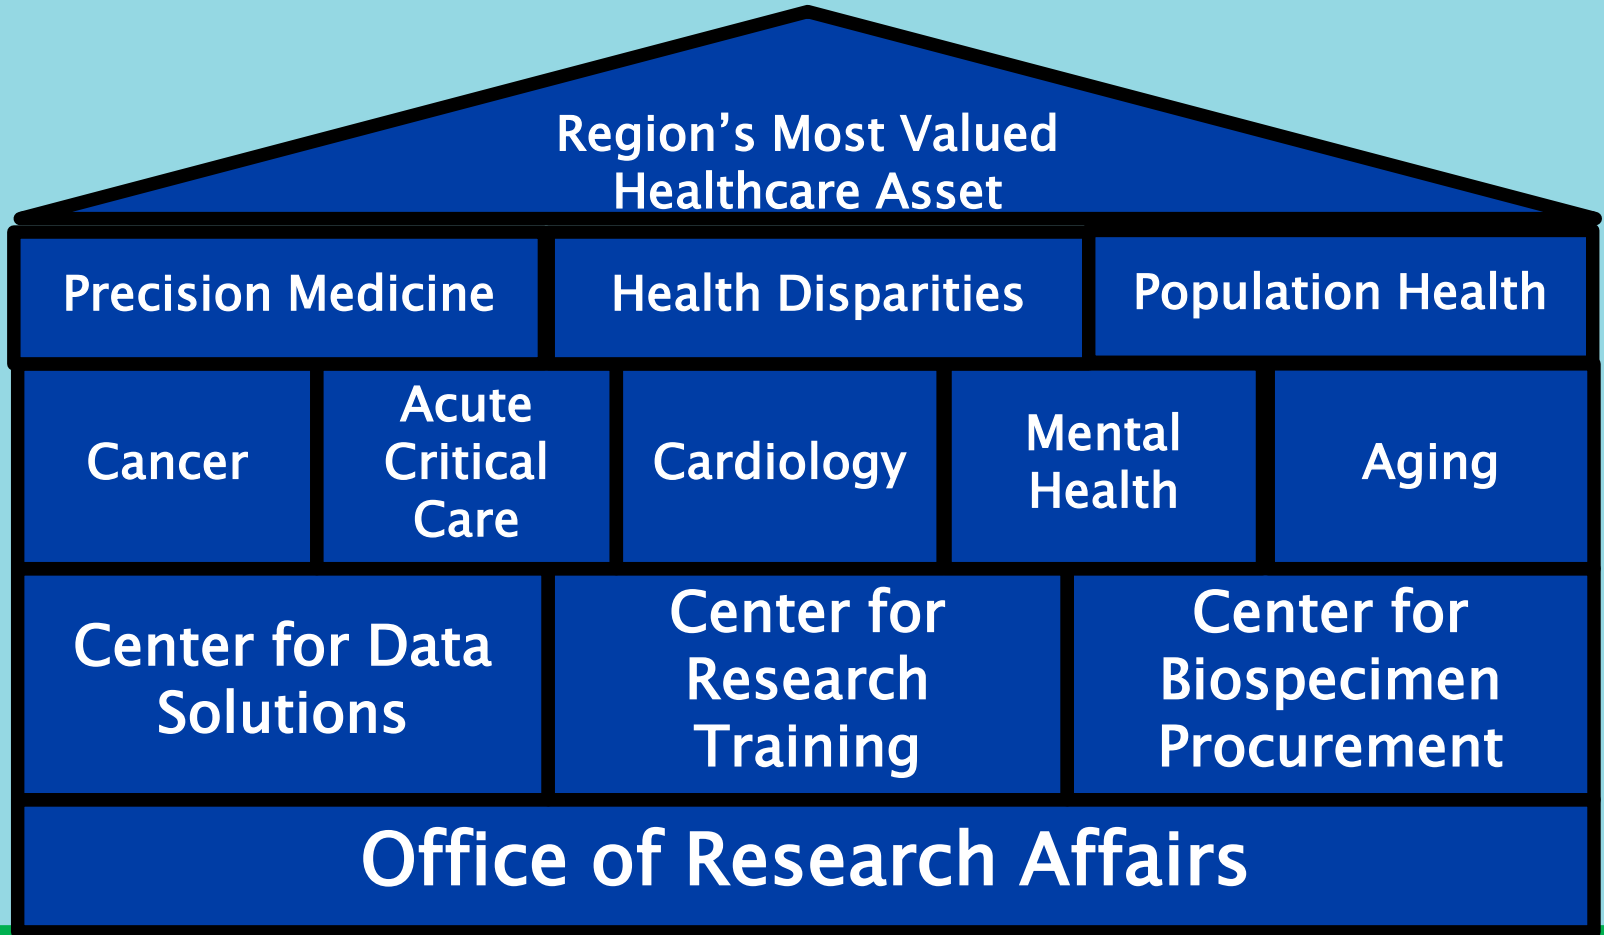 Region’s Most Valued
Healthcare Asset
Precision Medicine
Health Disparities
Population Health
Cancer
Acute
Critical
Care
Cardiology
Mental
Health
Aging
Center for Data
Solutions
Center for
Research
Training
Center for
Biospecimen
Procurement
Office of Research Affairs